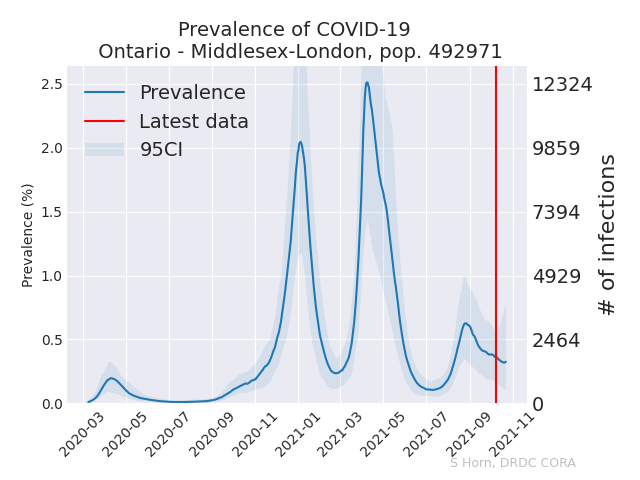 Prevalence of COVID-19
Ontario - Middlesex-London, pop. 492971
Prevalence
Latest data
95CI
Prevalence (%)
2.5
2.0
1.5
1.0
0.5
0.0
12324
9859
7394
4929
2464
0
# of infections
2020-03
2020-05
2020-07
2020-09
2020-11
2021-01
2021-03
2021-05
2021-07
2021-09
2021-11
S Horn, DRDC CORA